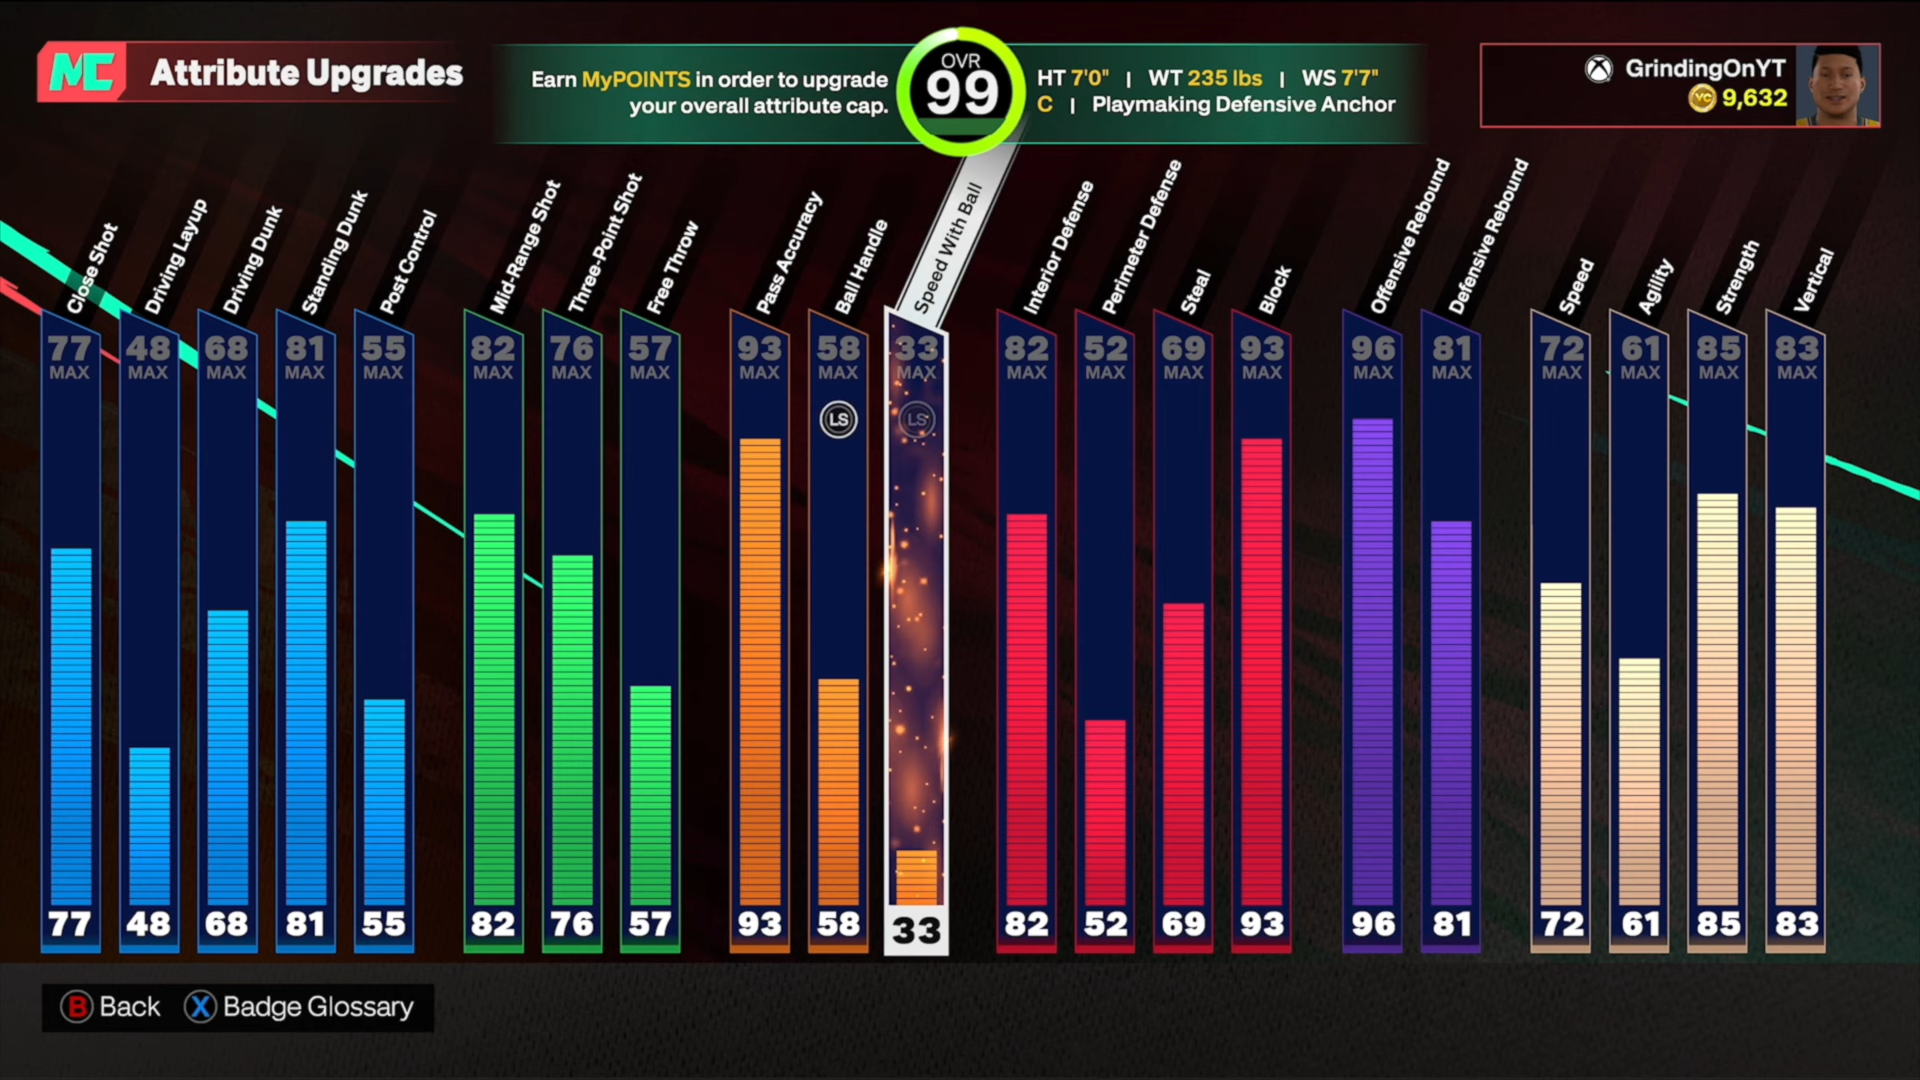 MC Attribute Upgrades
Earn MyPOINTS in order to upgrade
your overall attribute cap.
OVR
99
HT 7'0" | WT 235 lbs | WS 7'7"
C | Playmaking Defensive Anchor
GrindingOnYT
VC 9,632
Close Shot
Driving Layup
Driving Dunk
Standing Dunk
Post Control
Mid-Range Shot
Three-Point Shot
Free Throw
Pass Accuracy
Ball Handle
Speed With Ball
Interior Defense
Perimeter Defense
Steal
Block
Offensive Rebound
Defensive Rebound
Speed
Agility
Strength
Vertical
77 48 68 81 55 82 76 57 93 58 33 82 52 69 93 96 81 72 61 85 83
MAX MAX MAX MAX MAX MAX MAX MAX MAX MAX MAX MAX MAX MAX MAX MAX MAX MAX MAX MAX MAX
LS LS
77 48 68 81 55 82 76 57 93 58 33 82 52 69 93 96 81 72 61 85 83
B Back X Badge Glossary